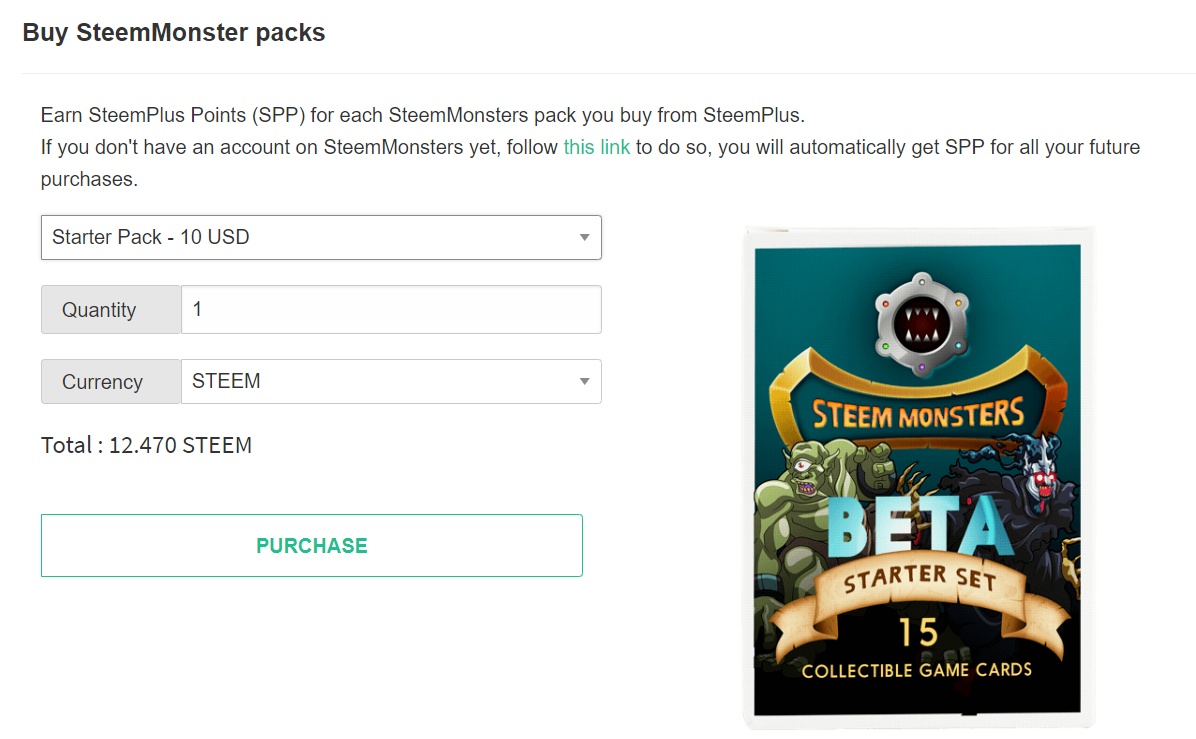 Buy SteemMonster packs
Earn SteemPlus Points (SPP) for each SteemMonsters pack you buy from SteemPlus.
If you don't have an account on SteemMonsters yet, follow this link to do so, you will automatically get SPP for all your future
purchases.
Starter Pack - 10 USD
Quantity 1
Currency STEEM
Total : 12.470 STEEM
PURCHASE
STEEM MONSTERS
BETA
STARTER SET
15
COLLECTIBLE GAME CARDS